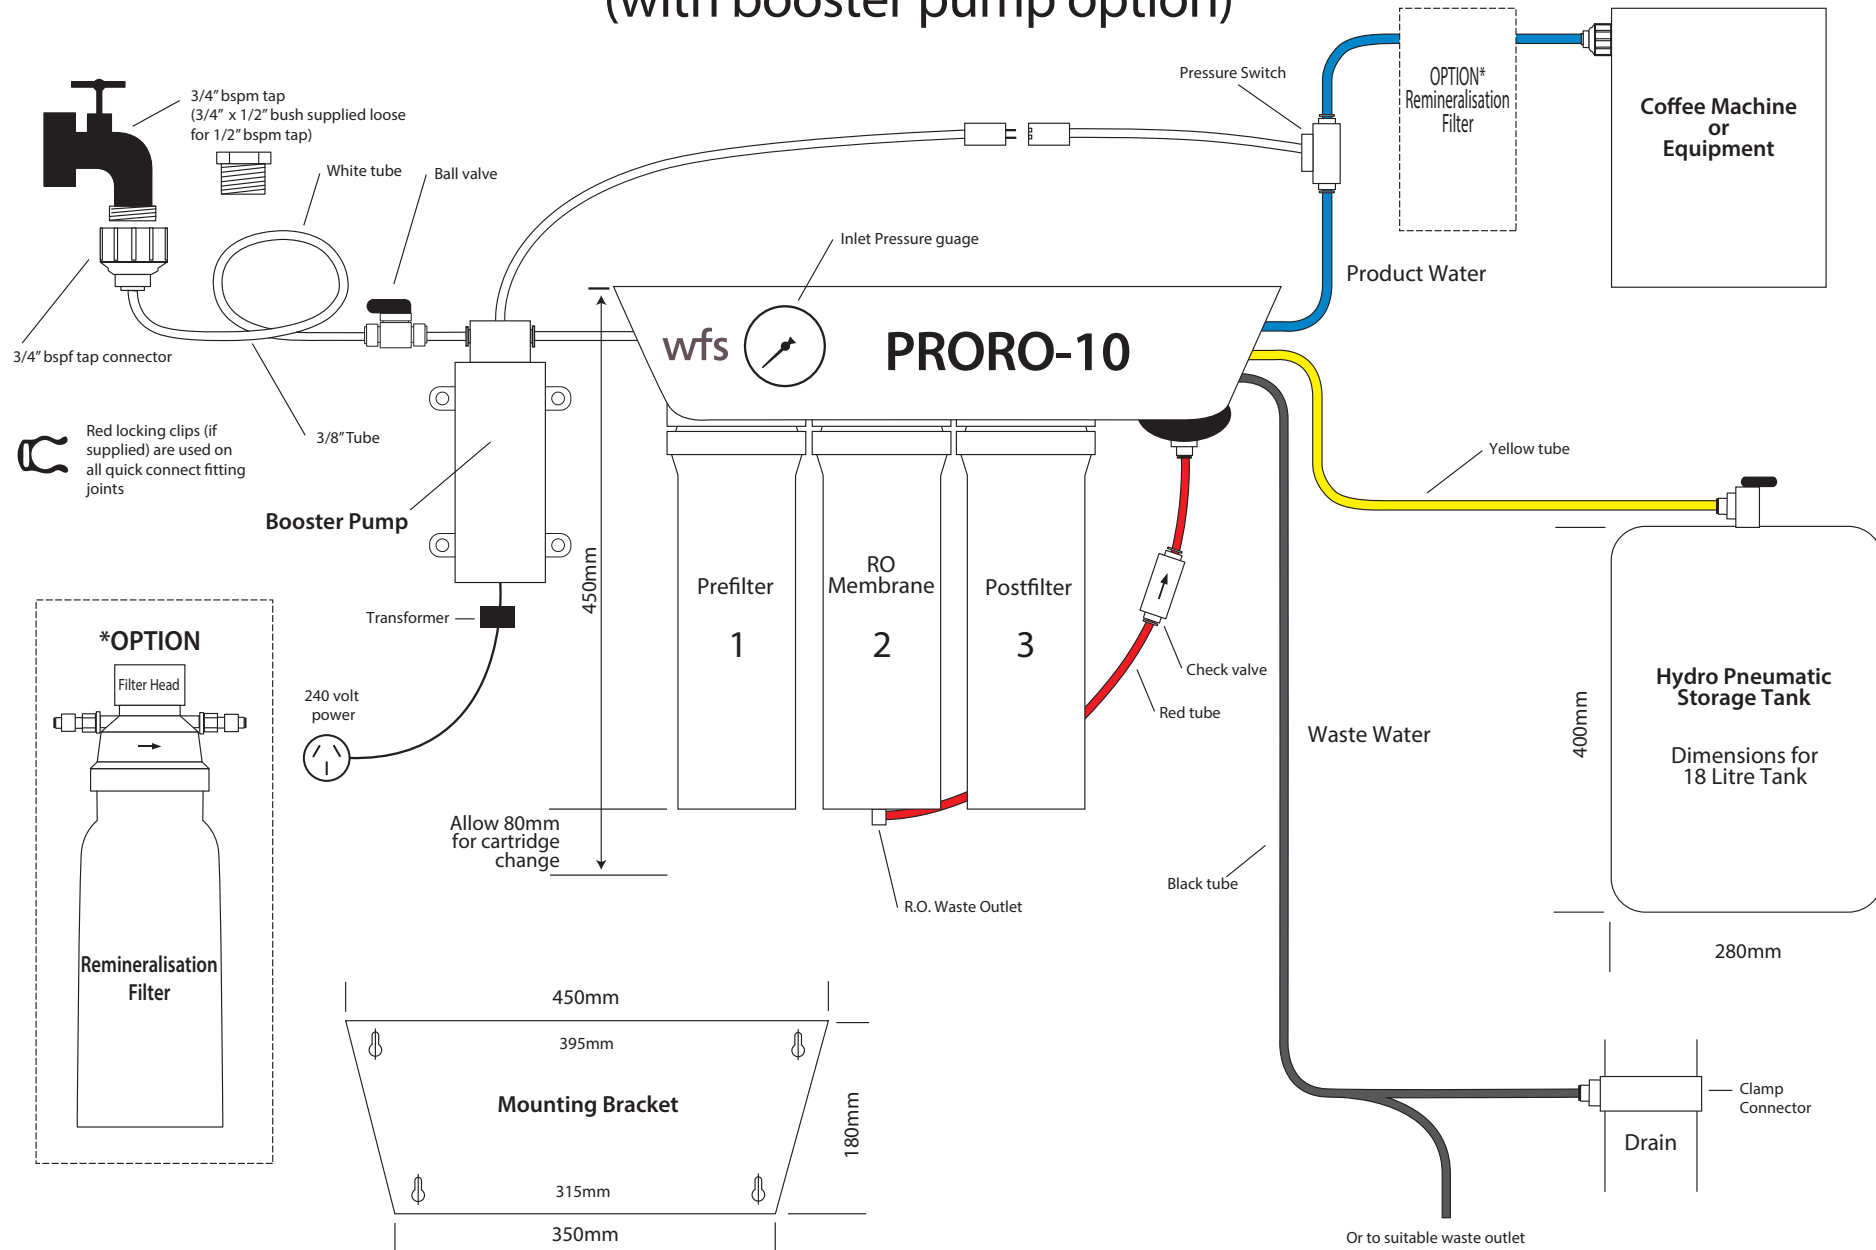 (with booster pump option)
3/4" bspm tap
(3/4" x 1/2" bush supplied loose
for 1/2" bspm tap)
White tube
Ball valve
3/4" bspf tap connector
3/8" Tube
Red locking clips (if
supplied) are used on
all quick connect fitting
joints
Booster Pump
Transformer
240 volt
power
Pressure Switch
OPTION*
Remineralisation
Filter
Coffee Machine
or
Equipment
Inlet Pressure guage
Product Water
wfs
PRORO-10
Yellow tube
450mm
Prefilter
1
RO
Membrane
2
Postfilter
3
Check valve
Red tube
Waste Water
Hydro Pneumatic
Storage Tank
Dimensions for
18 Litre Tank
400mm
280mm
Allow 80mm
for cartridge
change
R.O. Waste Outlet
Black tube
*OPTION
Filter Head
Remineralisation
Filter
450mm
395mm
Mounting Bracket
180mm
315mm
350mm
Clamp
Connector
Drain
Or to suitable waste outlet